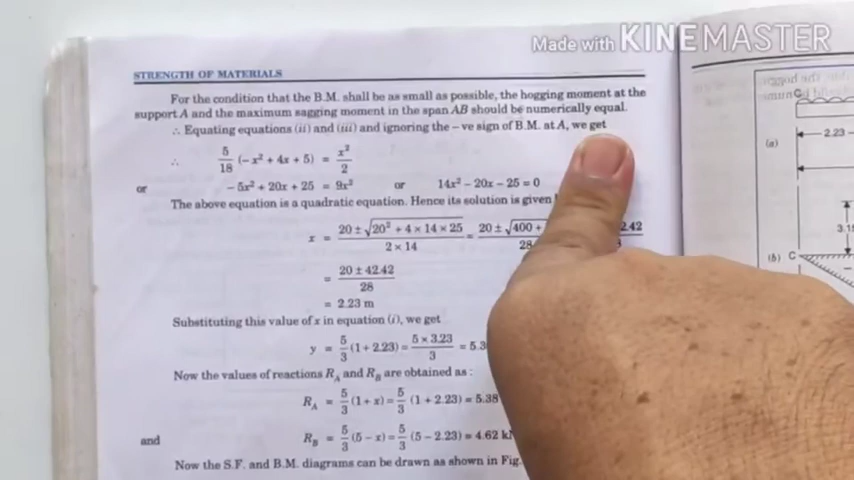 Made with KINEMASTER
STRENGTH OF MATERIALS
For the condition that the B.M. shall be as small as possible, the hogging moment at the
support A and the maximum sagging moment in the span AB should be numerically equal.
∴ Equating equations (ii) and (iii) and ignoring the – ve sign of B.M. at A, we get
∴ 5/18 (– x² + 4x + 5) = x²/2
or – 5x² + 20x + 25 = 9x² or 14x² – 20x – 25 = 0
The above equation is a quadratic equation. Hence its solution is given
x = (20 ± √(20² + 4 × 14 × 25))/(2 × 14) = (20 ± √(400 +
28
2.42
= (20 ± 42.42)/28
= 2.23 m
Substituting this value of x in equation (i), we get
y = 5/3 (1 + 2.23) = (5 × 3.23)/3 = 5.3
Now the values of reactions R_A and R_B are obtained as :
R_A = 5/3 (1 + x) = 5/3 (1 + 2.23) = 5.38
and R_B = 5/3 (5 – x) = 5/3 (5 – 2.23) = 4.62
Now the S.F. and B.M. diagrams can be drawn as shown in Fig.
C
2.23
(a)
3.1
(b) C